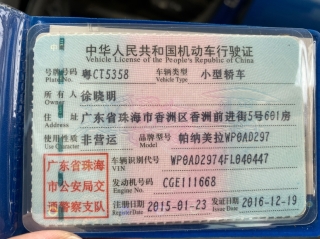 中华人民共和国机动车行驶证
Vehicle License of the People's Republic of China
号牌号码 粤CT5358 车辆类型 小型轿车
Plate No. Vehicle Type
所有人 徐晓明
Owner
住址 广东省珠海市香洲区香洲前进街5号601房
Address
使用性质 非营运 品牌型号 帕纳美拉WP0AD297
Use Character Model
广东省珠海
市公安局交
通警察支队
车辆识别代号 WP0AD2974FL040447
VIN
发动机号码 CGE111668
Engine No.
注册日期 2015-01-23 发证日期 2016-12-19
Register Date Issue Date